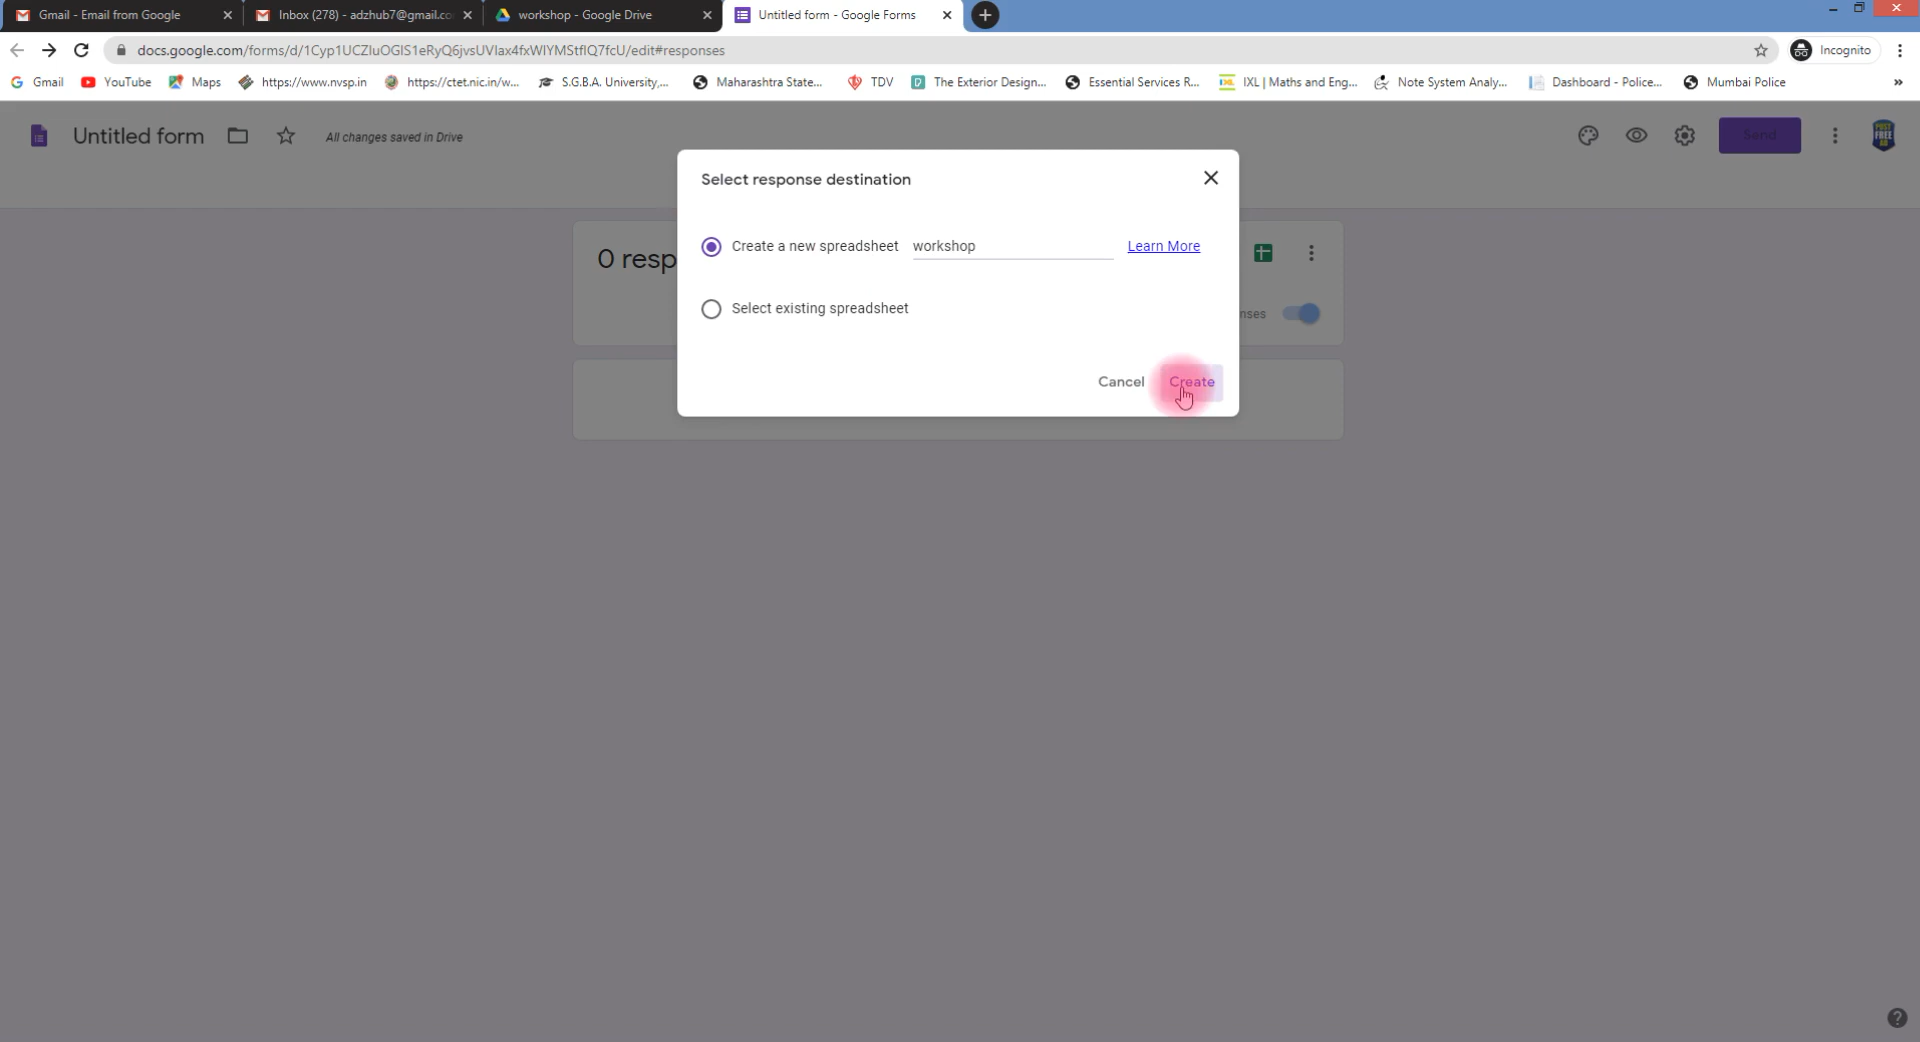 Gmail - Email from Google
Inbox (278) - adzhub7@gmail.co
workshop - Google Drive
Untitled form - Google Forms
docs.google.com/forms/d/1Cyp1UCZIuOGIS1eRyQ6jvsUVIax4fxWIYMStfIQ7fcU/edit#responses
Incognito
Gmail
YouTube
Maps
https://www.nvsp.in
https://ctet.nic.in/w...
S.G.B.A. University,...
Maharashtra State...
TDV
The Exterior Design...
Essential Services R...
IXL | Maths and Eng...
Note System Analy...
Dashboard - Police...
Mumbai Police
»
Untitled form
All changes saved in Drive
Send
Select response destination
Create a new spreadsheet workshop Learn More
0 resp
Select existing spreadsheet
nses
Cancel
Create